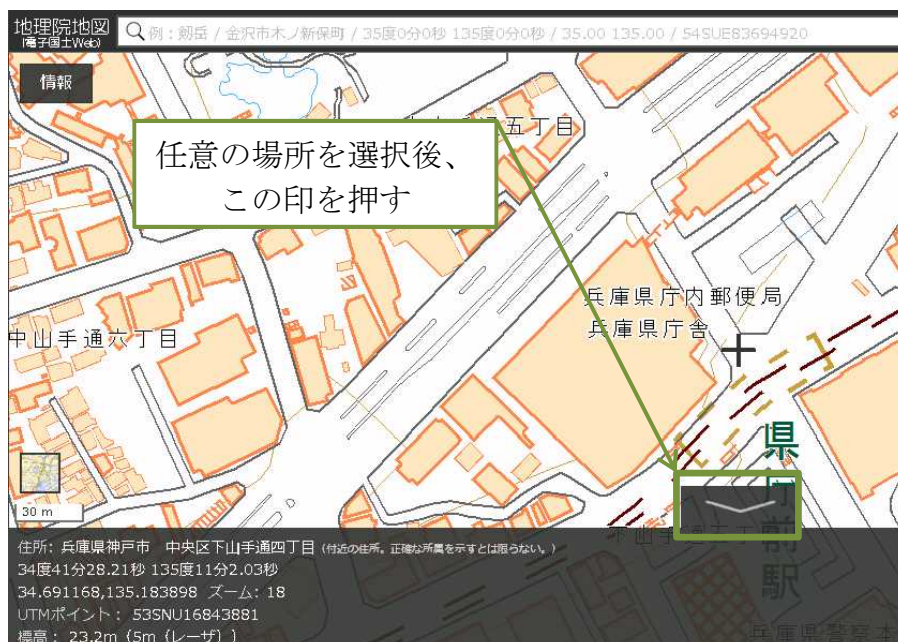 地理院地図
(電子国土Web)
例：剱岳 / 金沢市木ノ新保町 / 35度0分0秒 135度0分0秒 / 35.00 135.00 / 54SUE83694920
情報
五丁目
任意の場所を選択後、
この印を押す
兵庫県庁内郵便局
兵庫県庁舎
中山手通六丁目
県
前
駅
30 m
住所: 兵庫県神戸市　中央区下山手通四丁目 (付近の住所。正確な所属を示すとは限らない。)
34度41分28.21秒 135度11分2.03秒
34.691168,135.183898 ズーム: 18
UTMポイント： 53SNU16843881
標高： 23.2m (5m (レーザ) )
兵庫県警察本